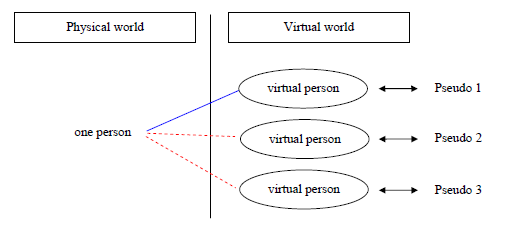 Physical world
Virtual world
virtual person
Pseudo 1
one person
virtual person
Pseudo 2
virtual person
Pseudo 3